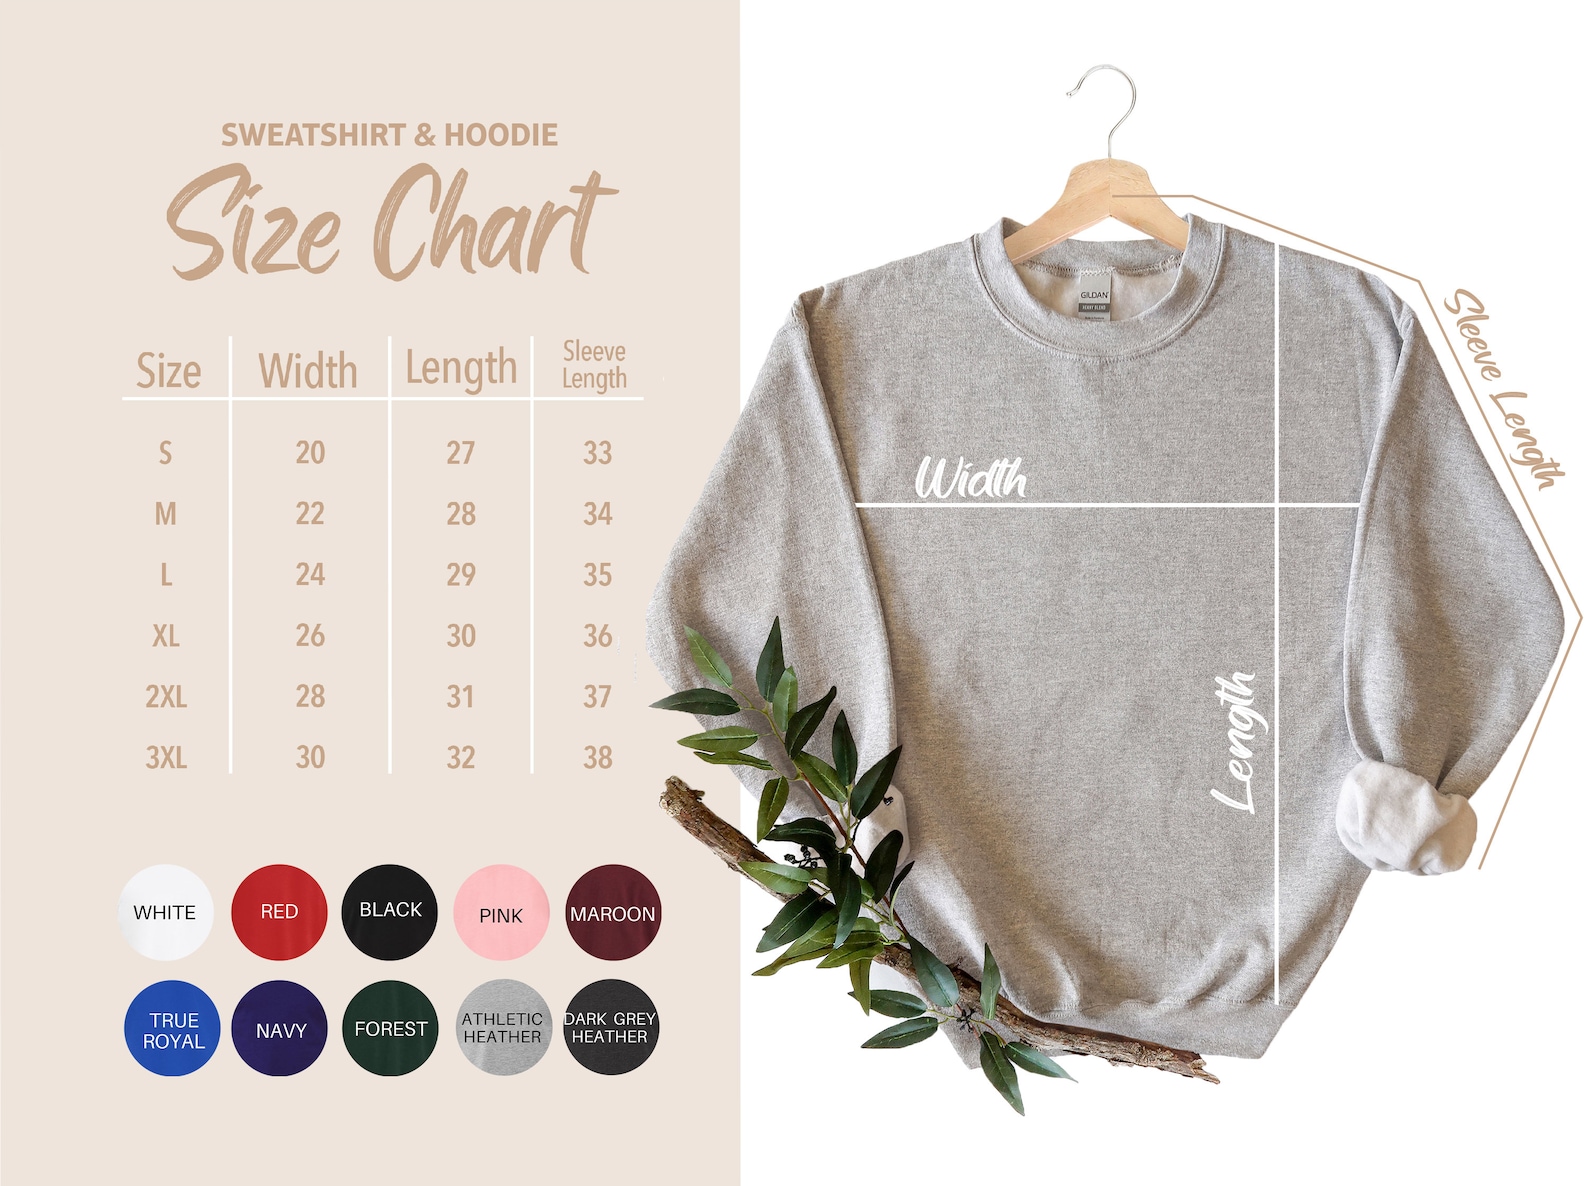 SWEATSHIRT & HOODIE
Size Chart
Size Width Length Sleeve Length
S 20 27 33
M 22 28 34
L 24 29 35
XL 26 30 36
2XL 28 31 37
3XL 30 32 38
WHITE
RED
BLACK
PINK
MAROON
TRUE
ROYAL
NAVY
FOREST
ATHLETIC
HEATHER
DARK GREY
HEATHER
GILDAN
HEAVY BLEND
Sleeve Length
Width
Length